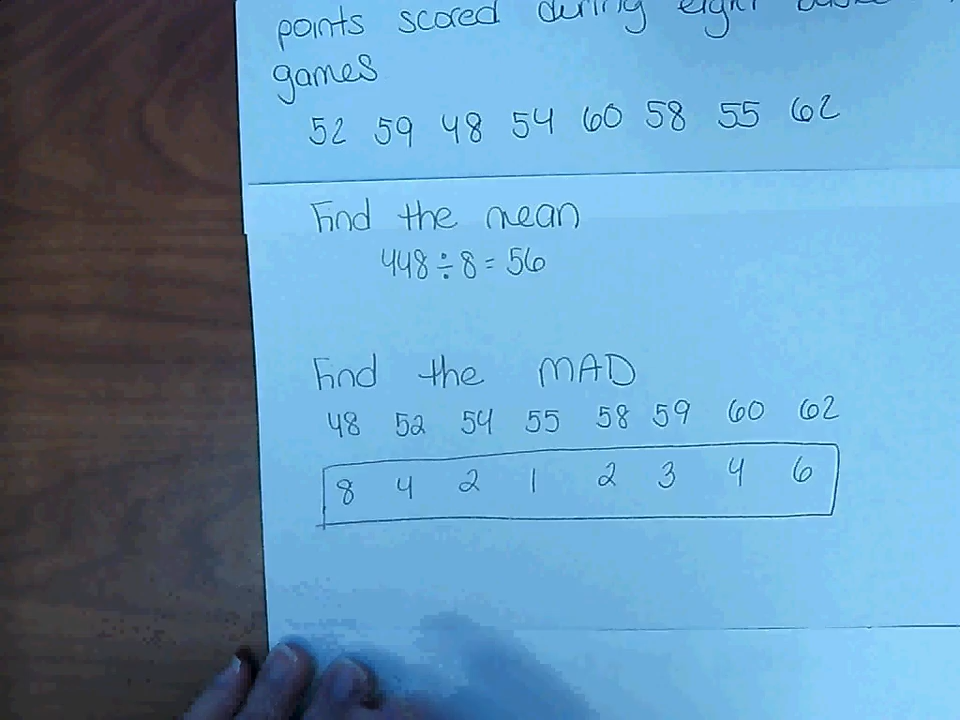 points scored during eight
games
52 59 48 54 60 58 55 62
Find the mean
448÷8=56
Find the MAD
48 52 54 55 58 59 60 62
8 4 2 1 2 3 4 6